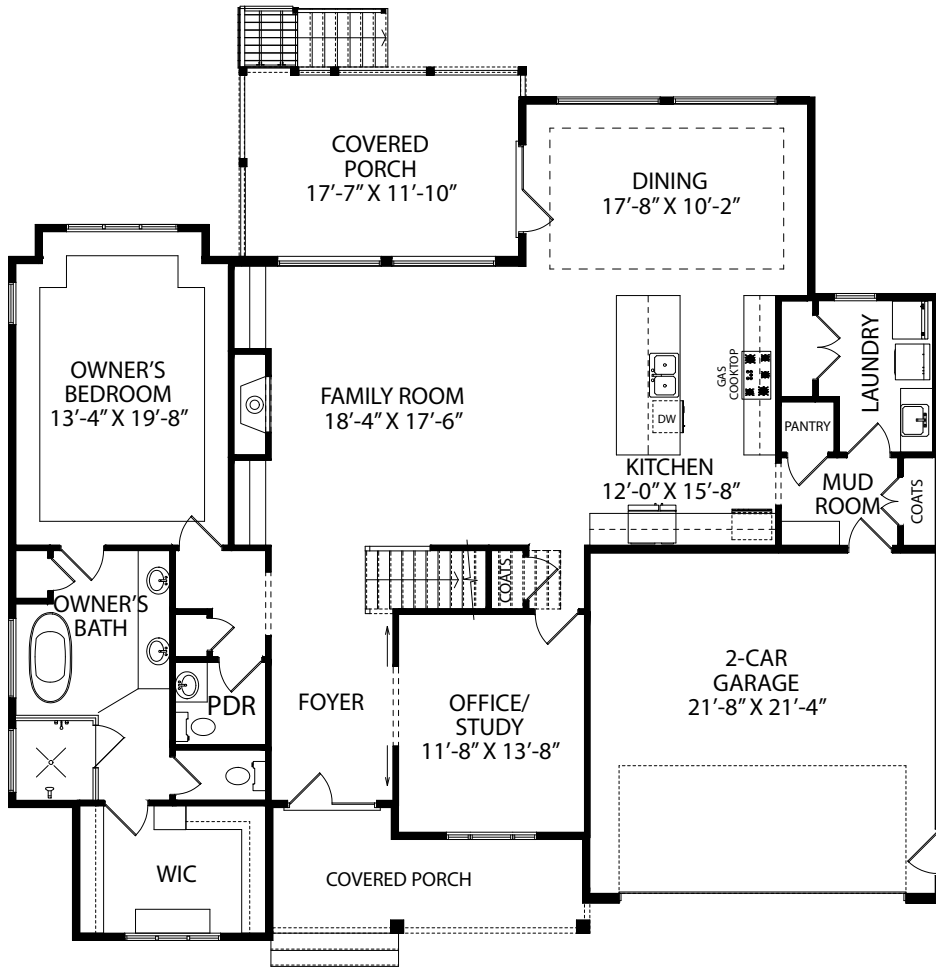 COVERED
PORCH
17’-7” X 11’-10”
DINING
17’-8” X 10’-2”
OWNER’S
BEDROOM
13’-4” X 19’-8”
FAMILY ROOM
18’-4” X 17’-6”
GAS
COOKTOP
DW
LAUNDRY
PANTRY
KITCHEN
12’-0” X 15’-8”
MUD
ROOM
COATS
COATS
OWNER’S
BATH
PDR
FOYER
OFFICE/
STUDY
11’-8” X 13’-8”
2-CAR
GARAGE
21’-8” X 21’-4”
WIC
COVERED PORCH